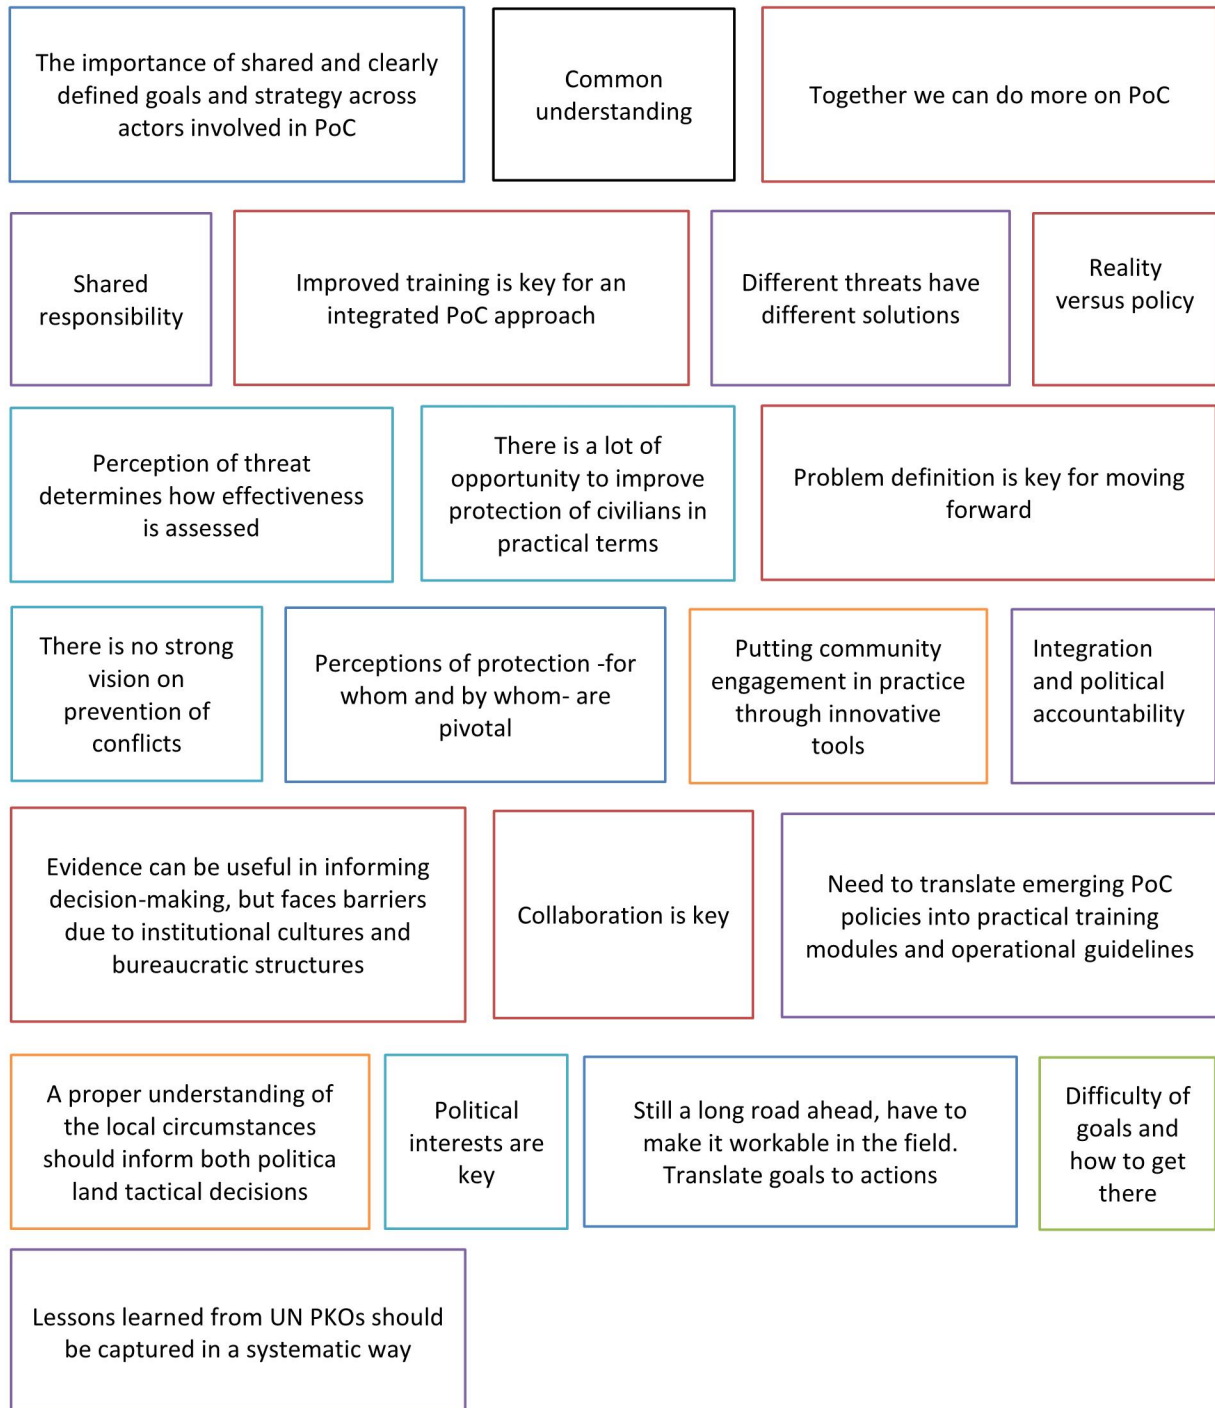 The importance of shared and clearly
defined goals and strategy across
actors involved in PoC
Common
understanding
Together we can do more on PoC
Shared
responsibility
Improved training is key for an
integrated PoC approach
Different threats have
different solutions
Reality
versus policy
Perception of threat
determines how effectiveness
is assessed
There is a lot of
opportunity to improve
protection of civilians in
practical terms
Problem definition is key for moving
forward
There is no strong
vision on
prevention of
conflicts
Perceptions of protection -for
whom and by whom- are
pivotal
Putting community
engagement in practice
through innovative
tools
Integration
and political
accountability
Evidence can be useful in informing
decision-making, but faces barriers
due to institutional cultures and
bureaucratic structures
Collaboration is key
Need to translate emerging PoC
policies into practical training
modules and operational guidelines
A proper understanding of
the local circumstances
should inform both politica
land tactical decisions
Political
interests are
key
Still a long road ahead, have to
make it workable in the field.
Translate goals to actions
Difficulty of
goals and
how to get
there
Lessons learned from UN PKOs should
be captured in a systematic way